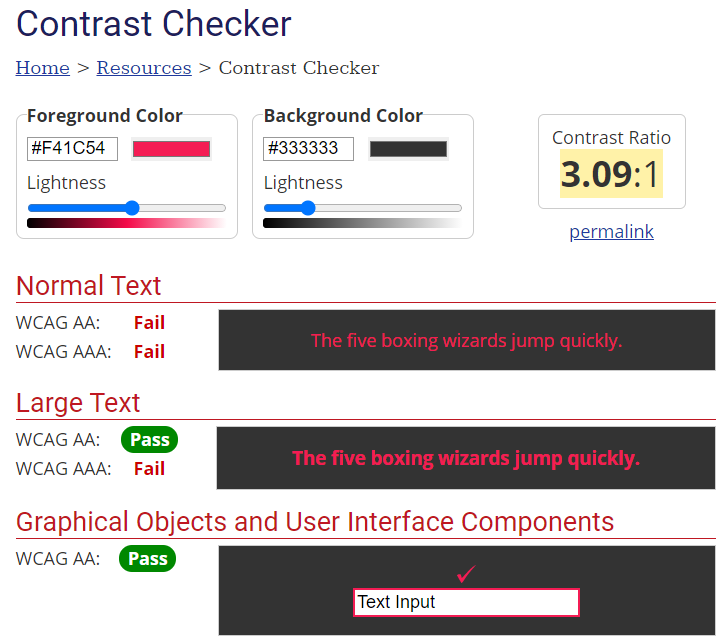 Contrast Checker
Home > Resources > Contrast Checker
Foreground Color
#F41C54
Lightness
Background Color
#333333
Lightness
Contrast Ratio
3.09:1
permalink
Normal Text
WCAG AA: Fail
WCAG AAA: Fail
The five boxing wizards jump quickly.
Large Text
WCAG AA: Pass
WCAG AAA: Fail
The five boxing wizards jump quickly.
Graphical Objects and User Interface Components
WCAG AA: Pass
✓
Text Input